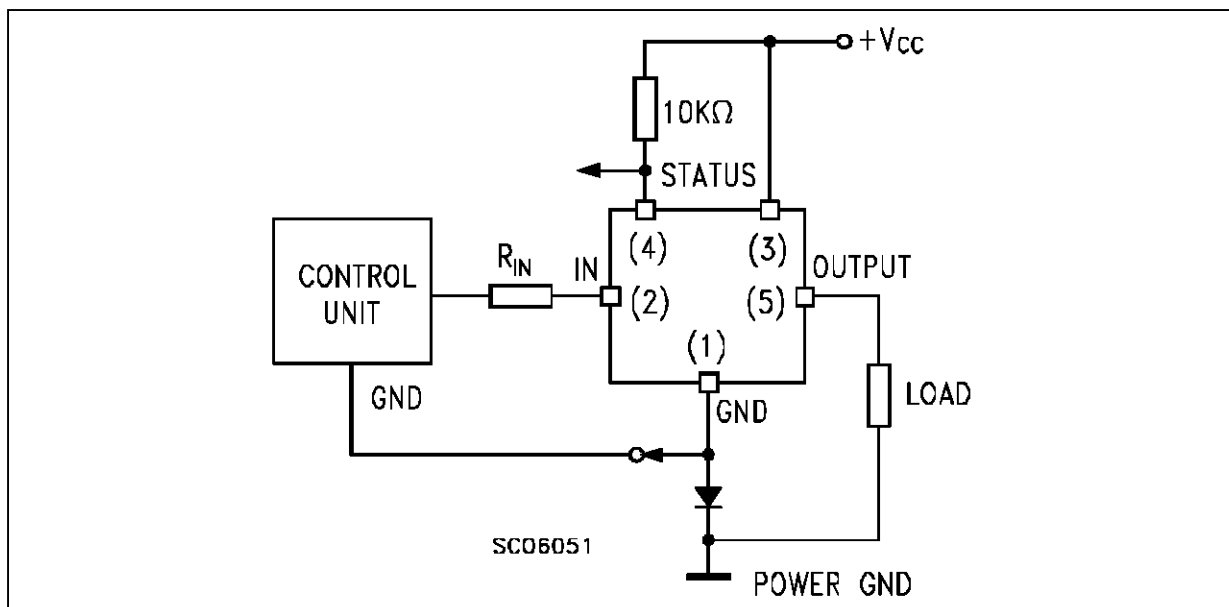 +VCC
10KΩ
STATUS
(4)
(3)
RIN
IN
OUTPUT
CONTROL
UNIT
(2)
(5)
(1)
GND
GND
LOAD
SC06051
POWER GND